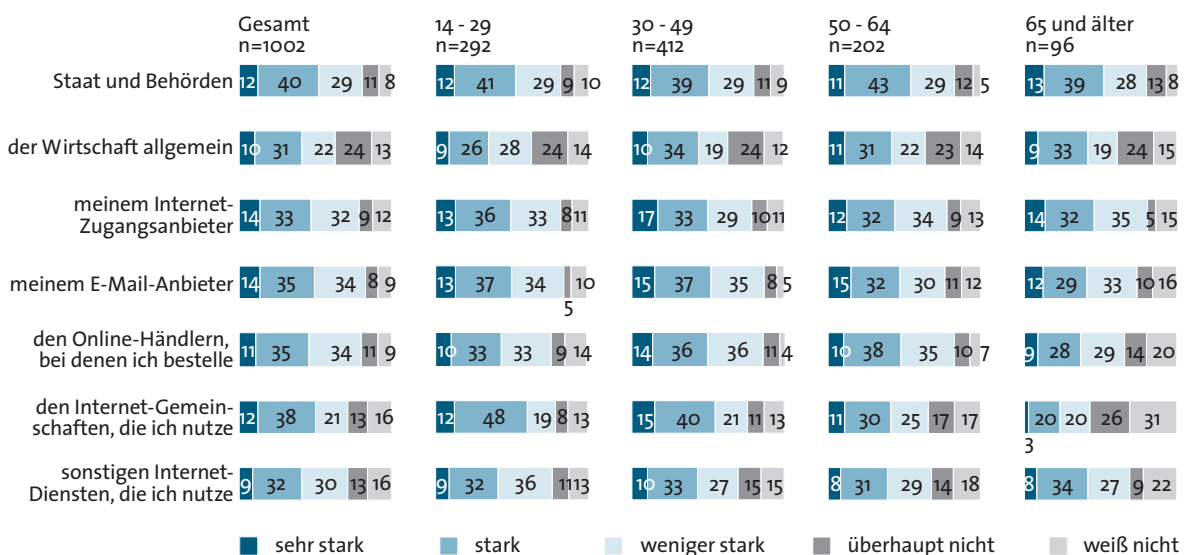 Gesamt 14 - 29 30 - 49 50 - 64 65 und älter
n=1002 n=292 n=412 n=202 n=96
Staat und Behörden 12 40 29 11 8 12 41 29 9 10 12 39 29 11 9 11 43 29 12 5 13 39 28 13 8
der Wirtschaft allgemein 10 31 22 24 13 9 26 28 24 14 10 34 19 24 12 11 31 22 23 14 9 33 19 24 15
meinem Internet-
Zugangsanbieter 14 33 32 9 12 13 36 33 8 11 17 33 29 10 11 12 32 34 9 13 14 32 35 5 15
meinem E-Mail-Anbieter 14 35 34 8 9 13 37 34 5 10 15 37 35 8 5 15 32 30 11 12 12 29 33 10 16
den Online-Händlern,
bei denen ich bestelle 11 35 34 11 9 10 33 33 9 14 14 36 36 11 4 10 38 35 10 7 9 28 29 14 20
den Internet-Gemein-
schaften, die ich nutze 12 38 21 13 16 12 48 19 8 13 15 40 21 11 13 11 30 25 17 17 3 20 20 26 31
sonstigen Internet-
Diensten, die ich nutze 9 32 30 13 16 9 32 36 11 13 10 33 27 15 15 8 31 29 14 18 8 34 27 9 22
sehr stark stark weniger stark überhaupt nicht weiß nicht